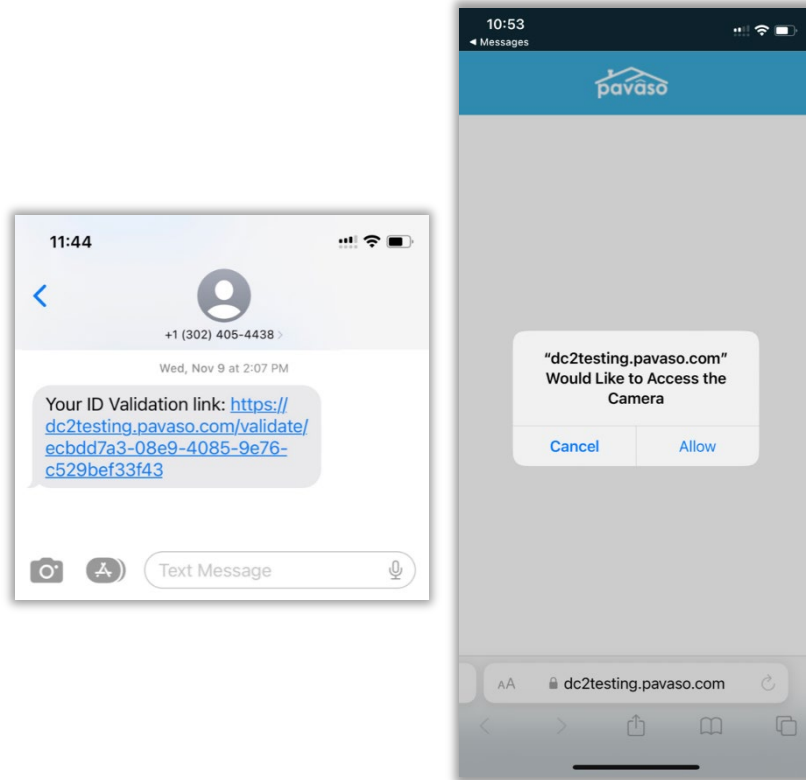 11:44
+1 (302) 405-4438 >
Wed, Nov 9 at 2:07 PM
Your ID Validation link: https://
dc2testing.pavaso.com/validate/
ecbdd7a3-08e9-4085-9e76-
c529bef33f43
Text Message
10:53
◀ Messages
pavaso
"dc2testing.pavaso.com"
Would Like to Access the
Camera
Cancel Allow
AA dc2testing.pavaso.com